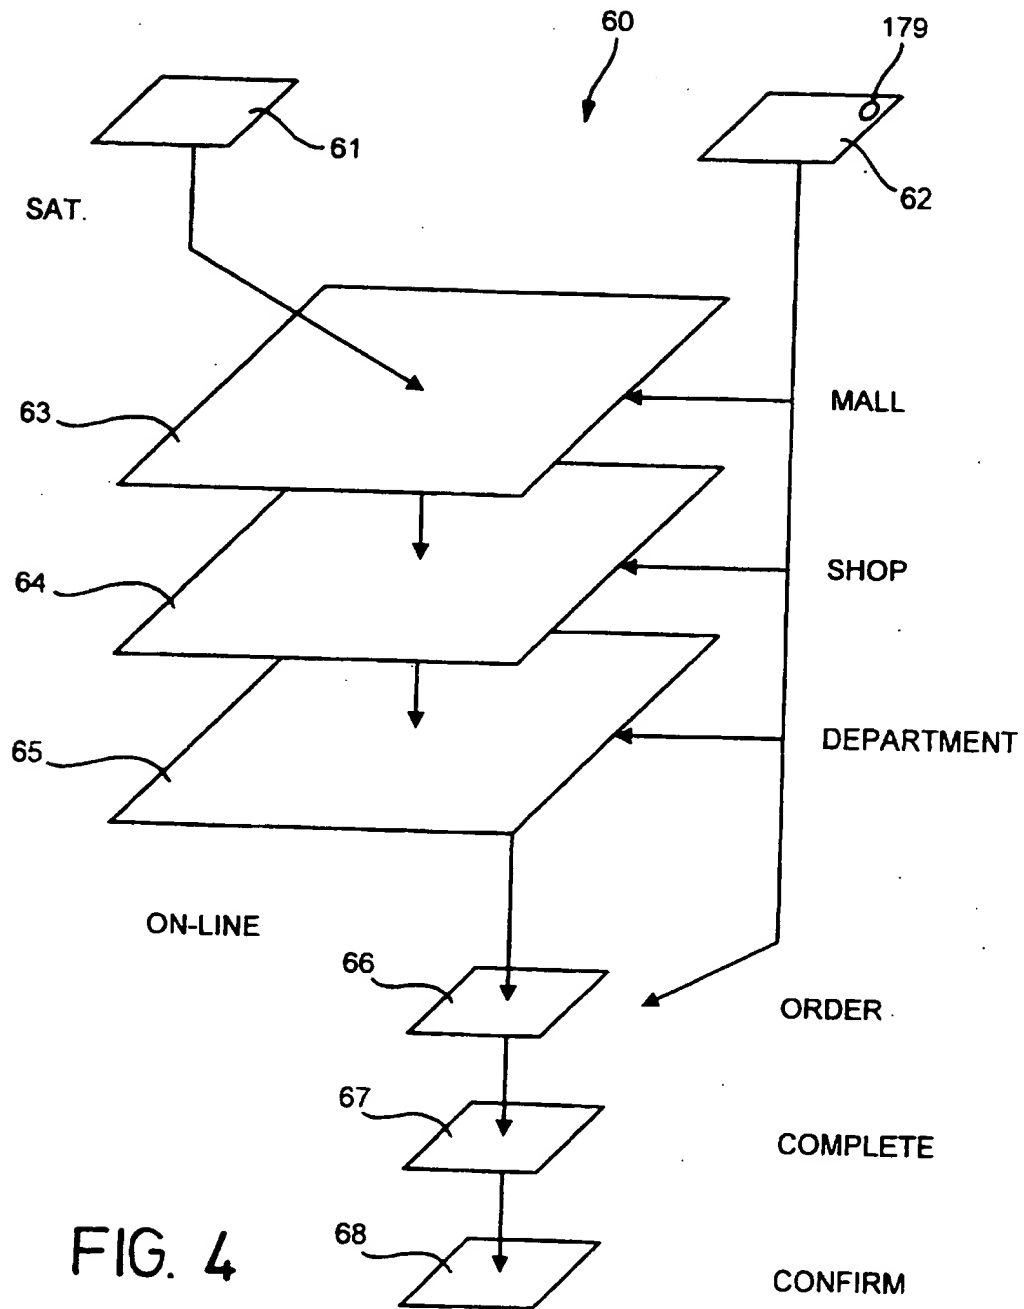 60
179
61
62
SAT.
63
MALL
64
SHOP
65
DEPARTMENT
ON-LINE
66
ORDER
67
COMPLETE
68
FIG. 4
CONFIRM